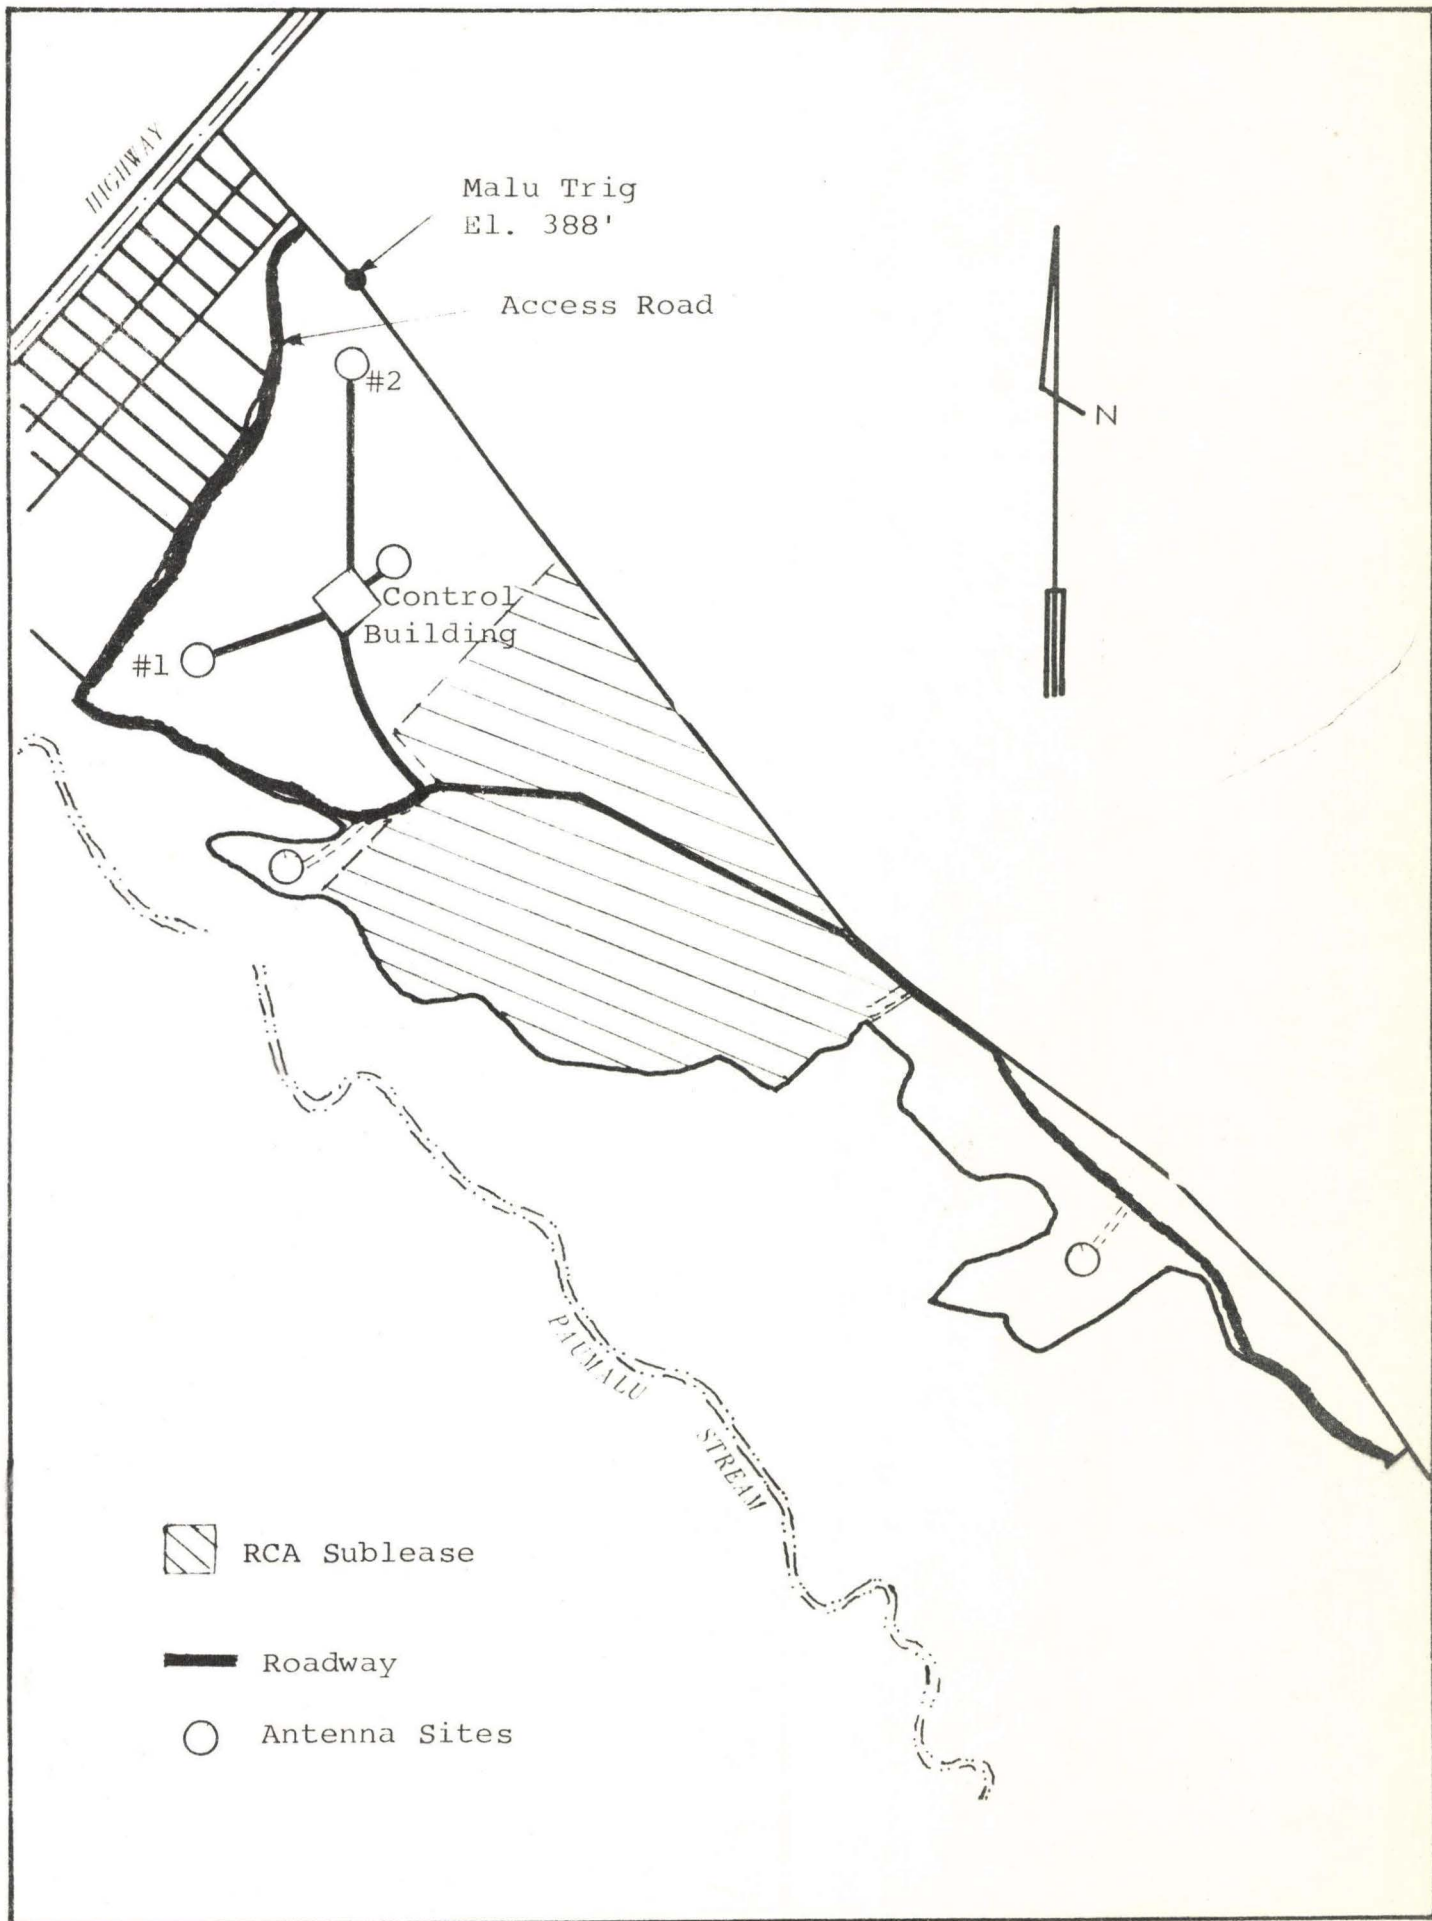 HIGHWAY
Malu Trig
El. 388'
Access Road
#2
N
Control
Building
#1
PAUMALU
STREAM
RCA Sublease
Roadway
Antenna Sites